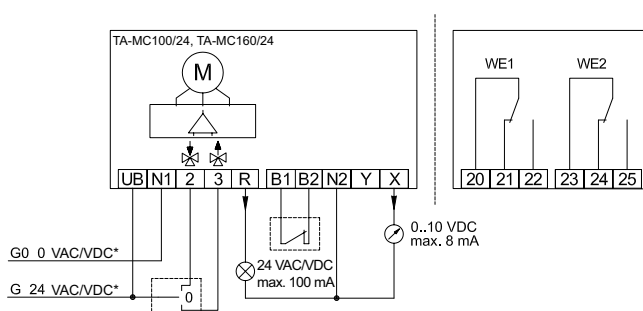 TA-MC100/24, TA-MC160/24
M
UB N1 2 3 R B1 B2 N2 Y X
WE1 WE2
20 21 22 23 24 25
0..10 VDC
max. 8 mA
G0 0 VAC/VDC*
24 VAC/VDC
max. 100 mA
G 24 VAC/VDC*
0